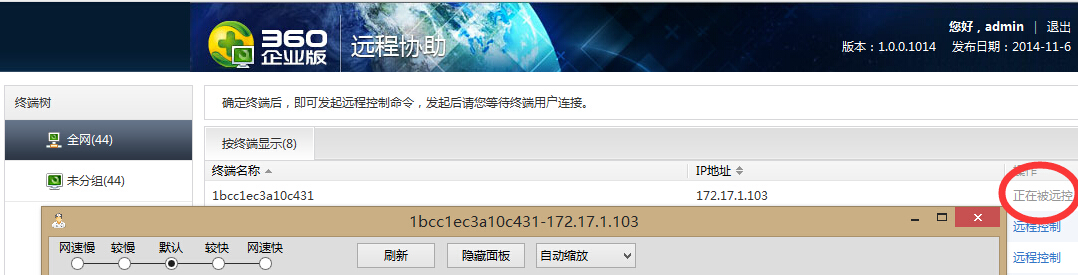 您好，admin | 退出
360
企业版
远程协助
版本：1.0.0.1014 发布日期：2014-11-6
终端树
确定终端后，即可发起远程控制命令，发起后请您等待终端用户连接。
全网(44)
按终端显示(8)
终端名称 IP地址 操作
未分组(44)
1bcc1ec3a10c431 172.17.1.103 正在被远控
1bcc1ec3a10c431-172.17.1.103
远程控制
网速慢 较慢 默认 较快 网速快
刷新 隐藏面板 自动缩放
远程控制